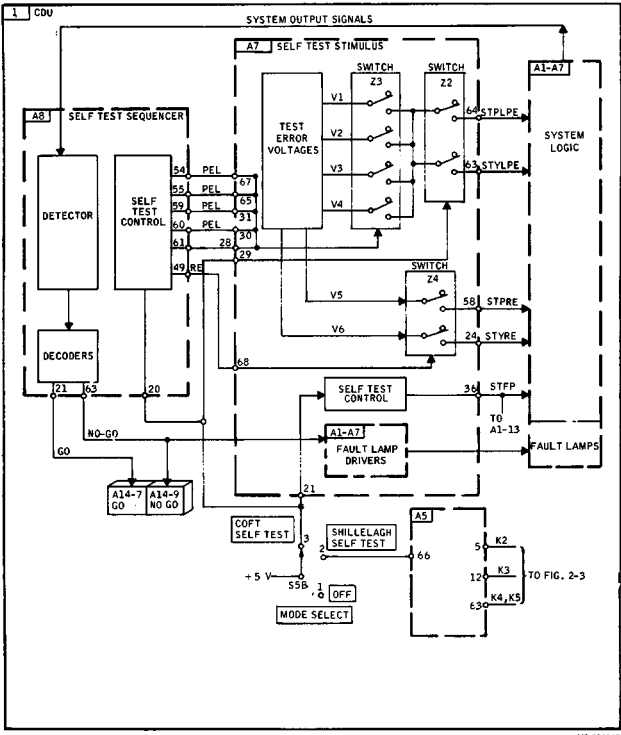 1 CDU
SYSTEM OUTPUT SIGNALS
A7 SELF TEST STIMULUS
A1-A7
SWITCH
Z3
SWITCH
Z2
A8 SELF TEST SEQUENCER
TEST
ERROR
VOLTAGES
V1
V2
V3
V4
64 STPLPE
63 STYLPE
SYSTEM
LOGIC
DETECTOR
SELF
TEST
CONTROL
54 PEL 67
55 PEL 65
59 PEL 31
60 PEL 30
61 28
29
49 RE
SWITCH
Z4
V5
58 STPRE
V6
24 STYRE
DECODERS
68
21 63 20
SELF TEST
CONTROL
36 STFP
TO
A1-13
NO-GO
GO
A1-A7
FAULT LAMP
DRIVERS
FAULT LAMPS
A14-7
GO
A14-9
NO GO
21
COFT
SELF TEST
3
SHILLELAGH
SELF TEST
2
A5
66
5 K2
12 K3
63 K4,K5
TO FIG. 2-3
+5 V
S5B
1
OFF
MODE SELECT